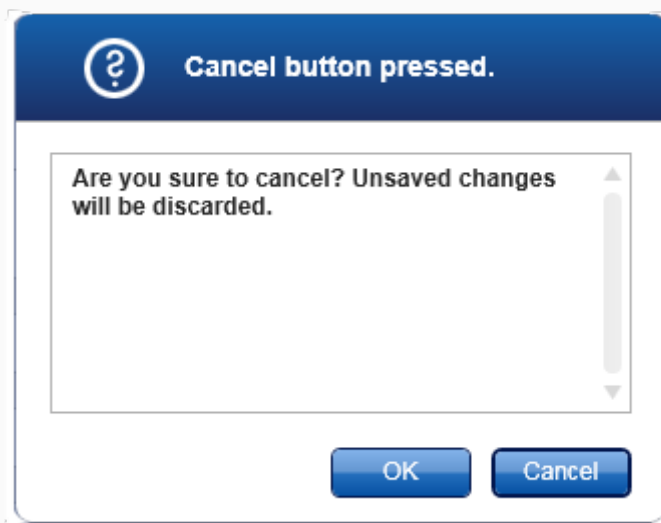 Cancel button pressed.
Are you sure to cancel? Unsaved changes
will be discarded.
OK
Cancel